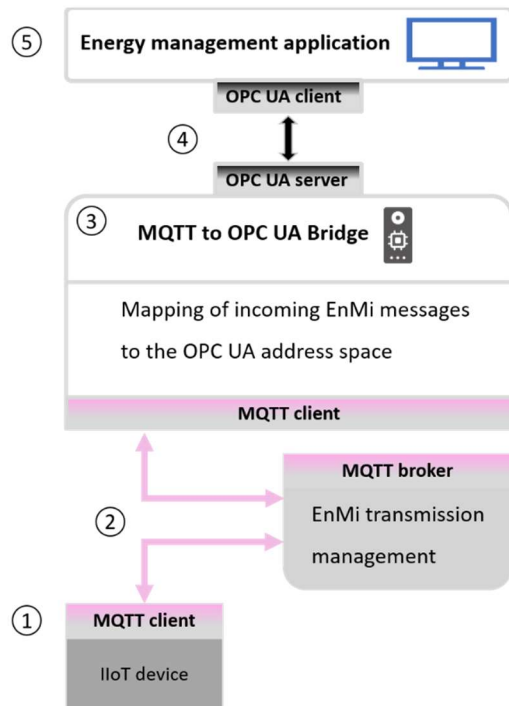 ⑤ Energy management application
OPC UA client
④
OPC UA server
③ MQTT to OPC UA Bridge
Mapping of incoming EnMi messages
to the OPC UA address space
MQTT client
MQTT broker
② EnMi transmission
management
① MQTT client
IIoT device